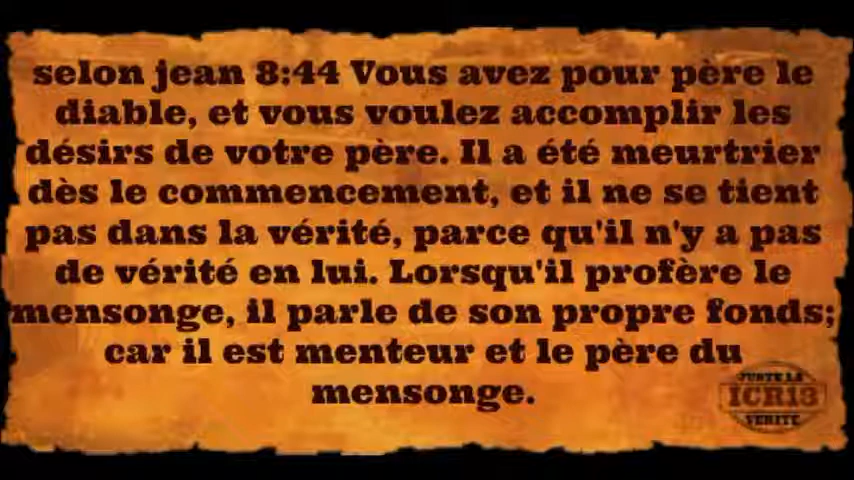 selon jean 8:44 Vous avez pour père le
diable, et vous voulez accomplir les
désirs de votre père. Il a été meurtrier
dès le commencement, et il ne se tient
pas dans la vérité, parce qu'il n'y a pas
de vérité en lui. Lorsqu'il profère le
mensonge, il parle de son propre fonds;
car il est menteur et le père du
mensonge.
JUSTE LA
ICR13
VERITE